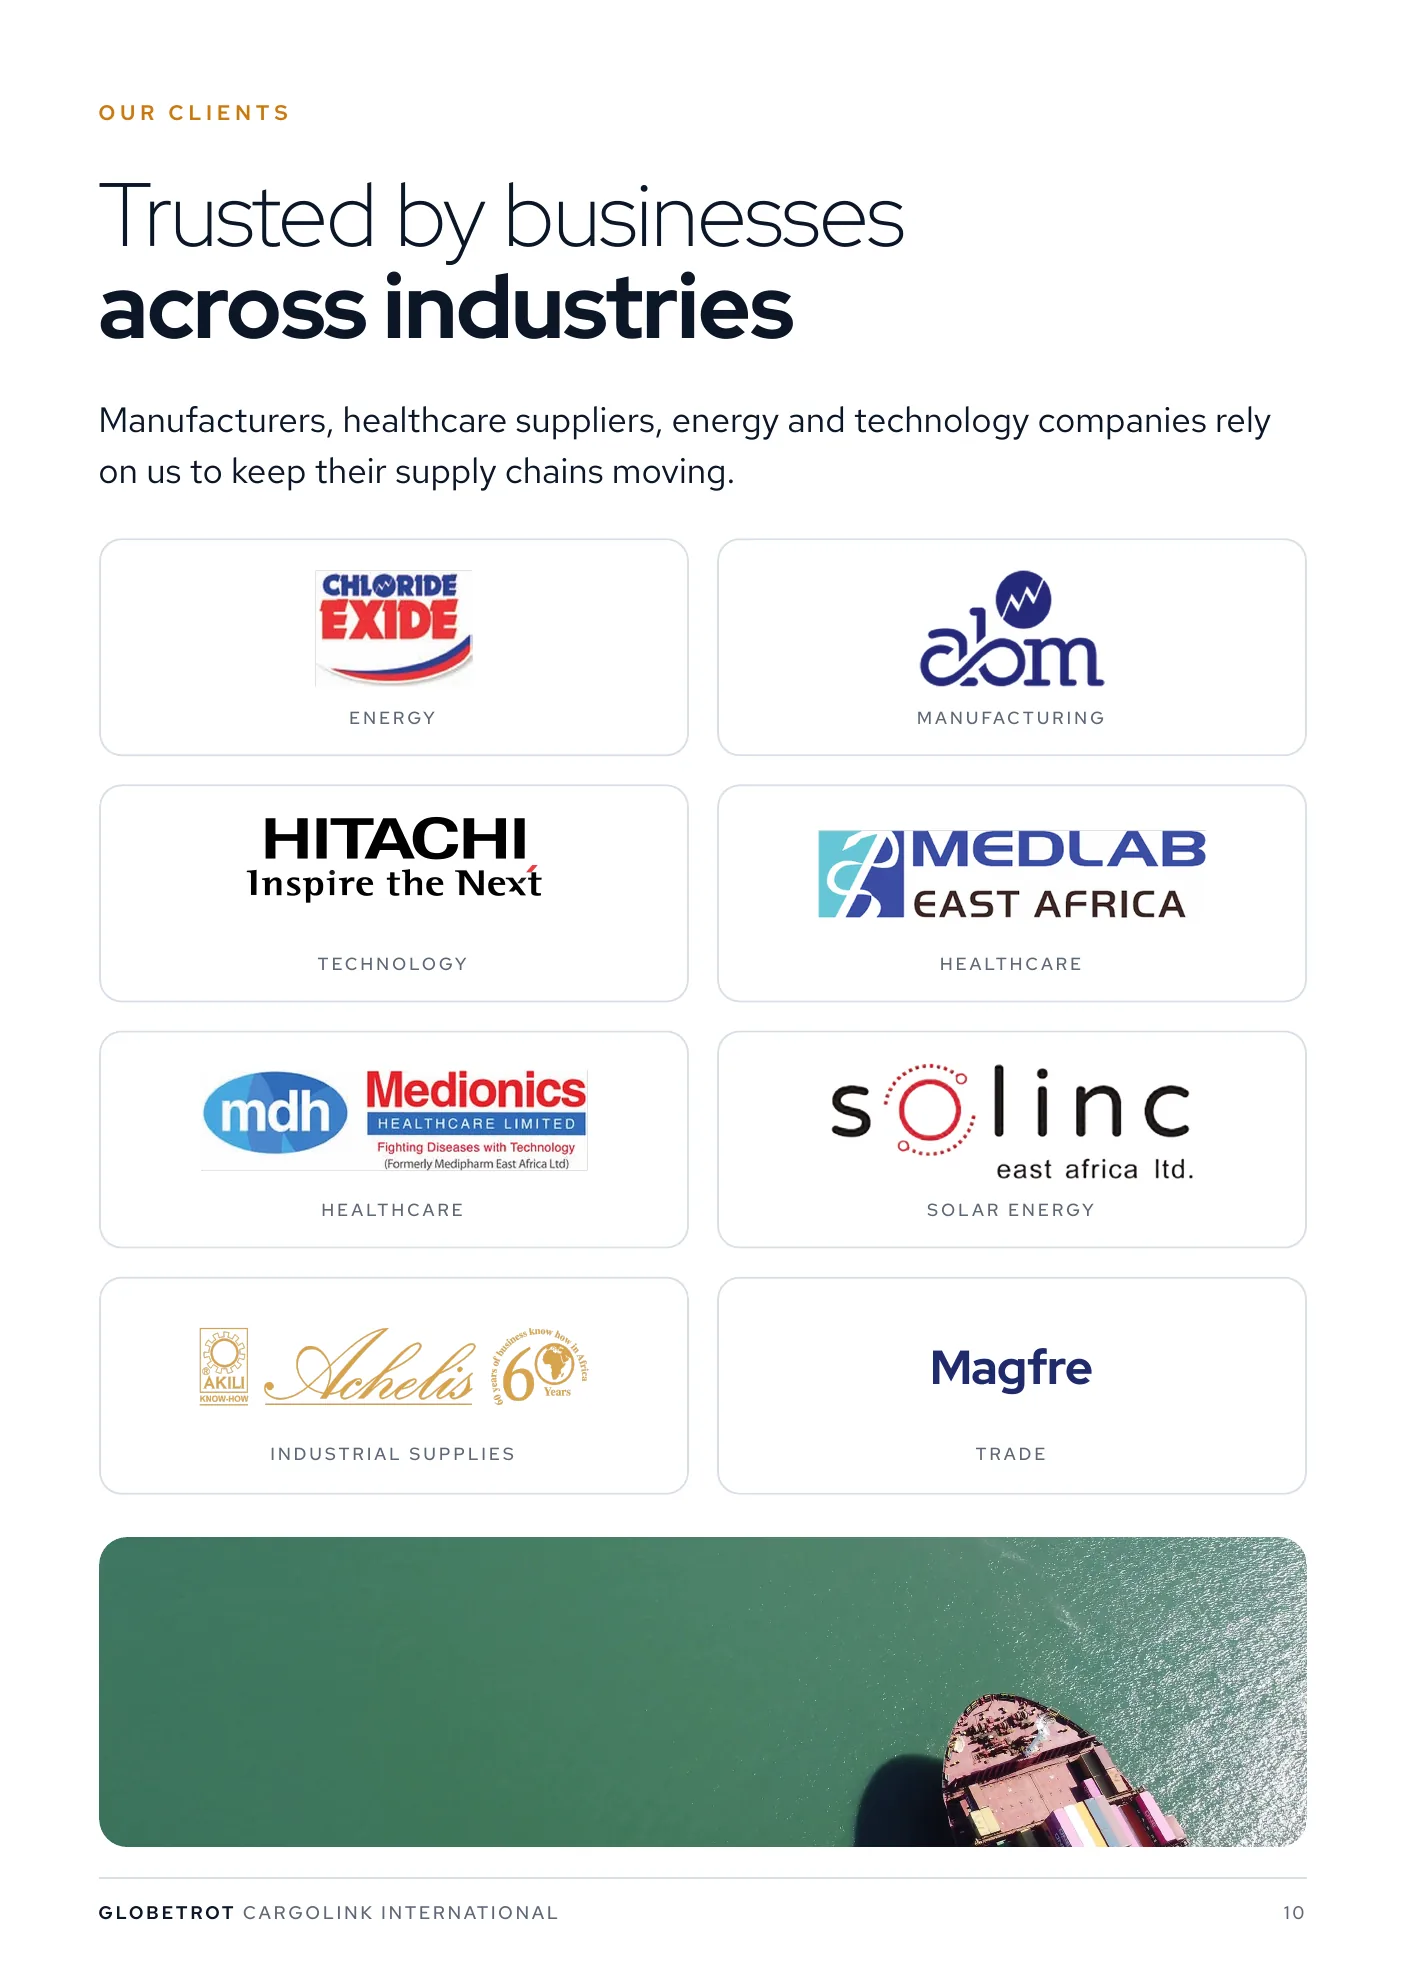 OUR CLIENTS
Trusted by businesses
across industries
Manufacturers, healthcare suppliers, energy and technology companies rely
on us to keep their supply chains moving.
CHLORIDE
EXIDE
ENERGY
abm
MANUFACTURING
HITACHI
Inspire the Next
TECHNOLOGY
MEDLAB
EAST AFRICA
HEALTHCARE
mdh
Medionics
HEALTHCARE LIMITED
Fighting Diseases with Technology
(Formerly Medipharm East Africa Ltd)
HEALTHCARE
solinc
east africa ltd.
SOLAR ENERGY
®
AKILI
KNOW-HOW
Achelis
60 years of business know how in Africa
60
Years
INDUSTRIAL SUPPLIES
Magfre
TRADE
GLOBETROT CARGOLINK INTERNATIONAL
10